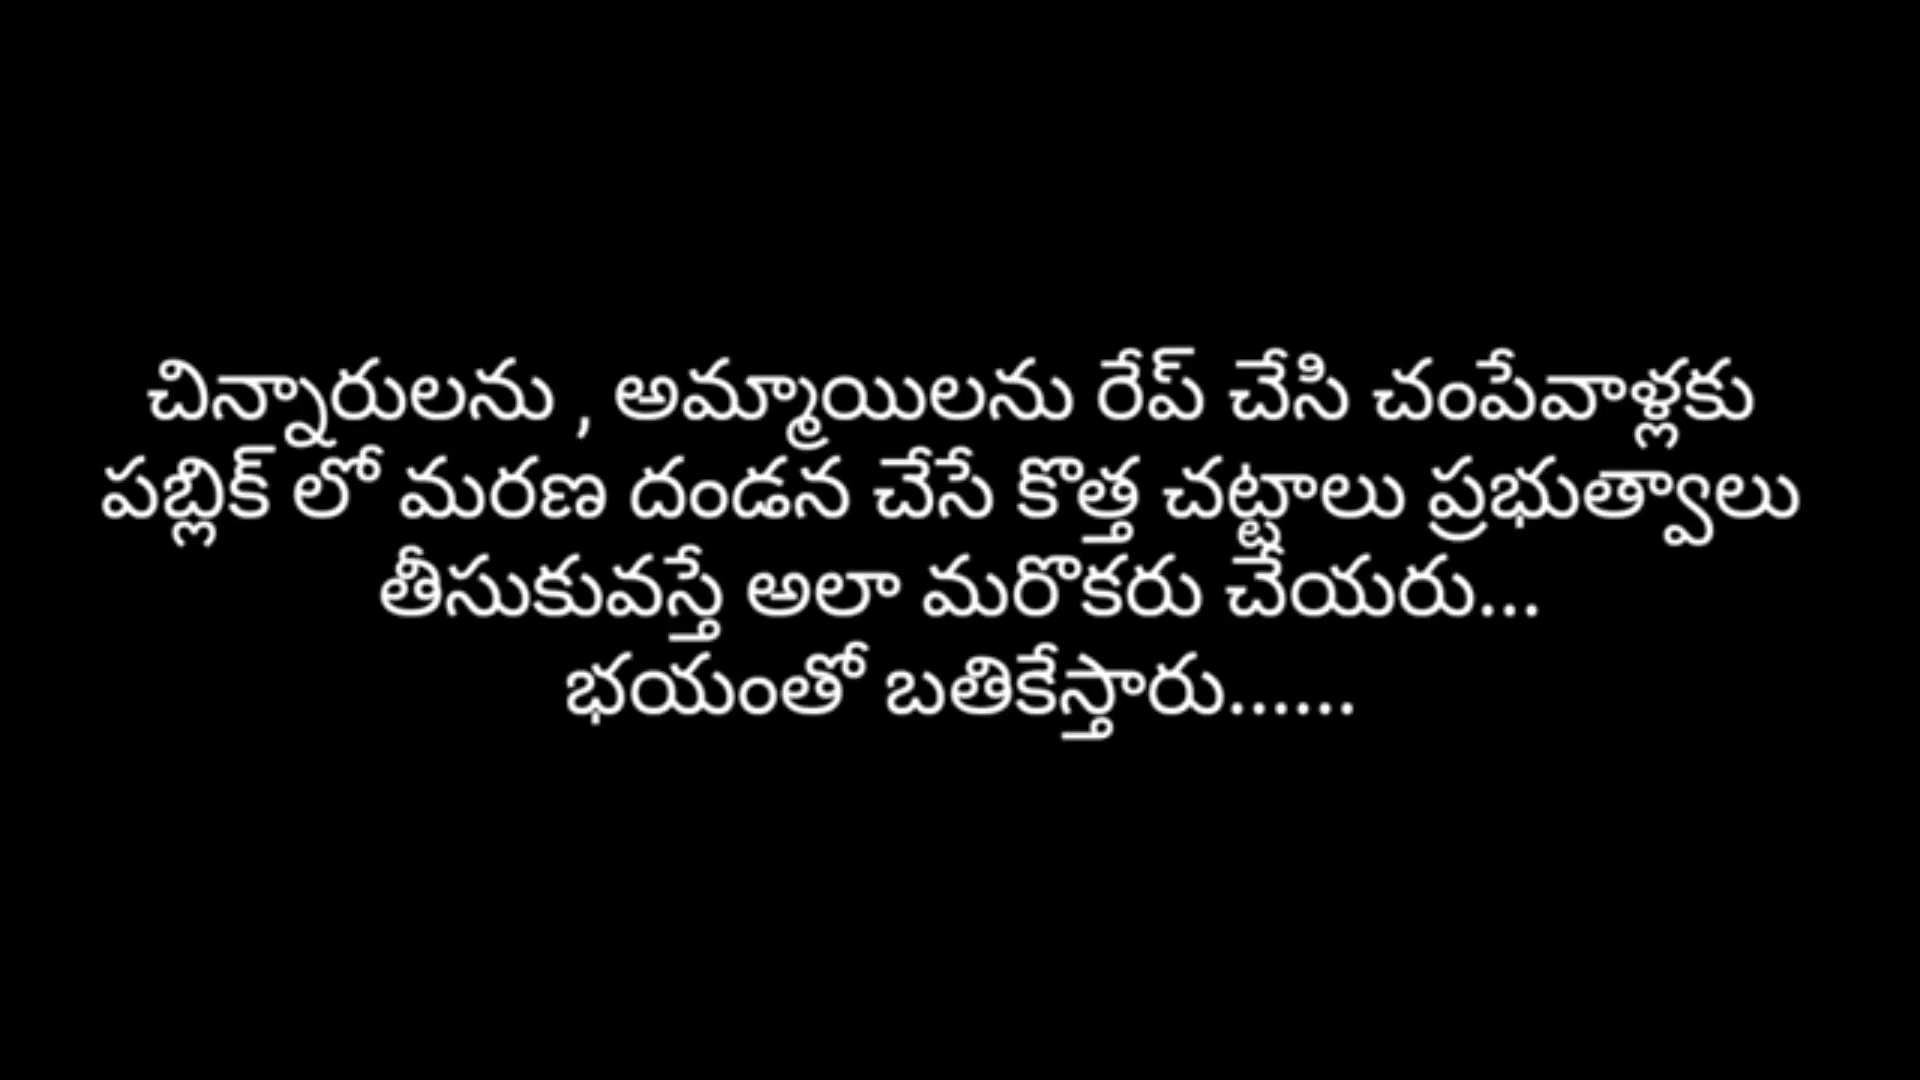 చిన్నారులను , అమ్మాయిలను రేప్ చేసి చంపేవాళ్లకు
పబ్లిక్ లో మరణ దండన చేసే కొత్త చట్టాలు ప్రభుత్వాలు
తీసుకువస్తే అలా మరొకరు చేయరు...
భయంతో బతికేస్తారు......